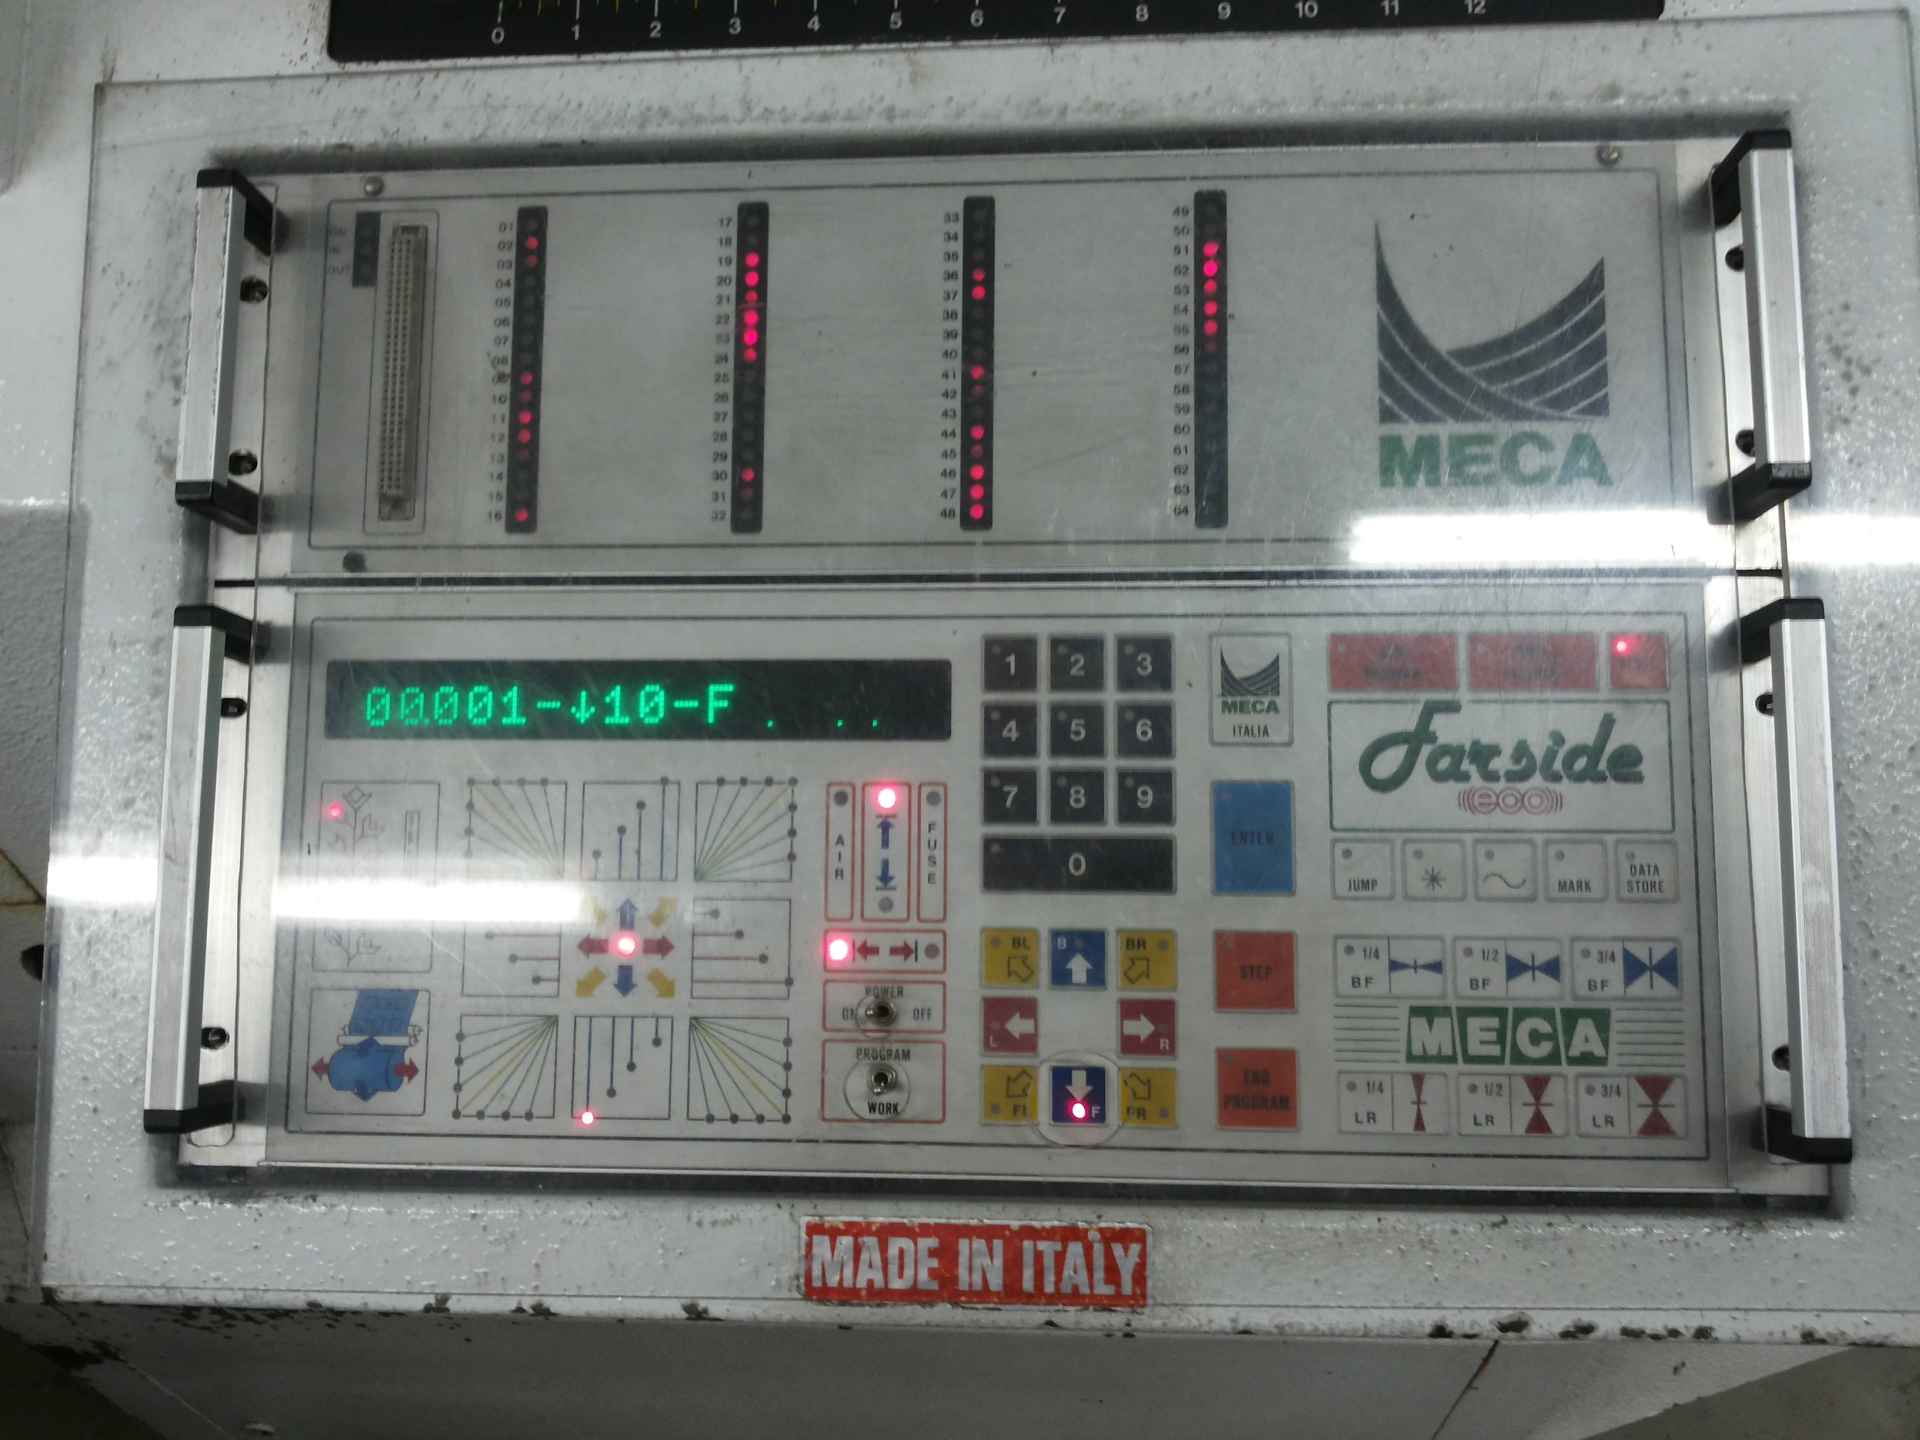 0 1 2 3 4 5 6 7 8 9 10 11 12
IN
OUT
01 17 33 49
02 18 34 50
03 19 35 51
04 20 36 52
05 21 37 53
06 22 38 54
07 23 39 55
08 24 40 56
09 25 41 57
10 26 42 58
11 27 43 59
12 28 44 60
13 29 45 61
14 30 46 62
15 31 47 63
16 32 48 64
MECA
00.001-↓10-F . ..
1 2 3
4 5 6
7 8 9
0
MECA
ITALIA
Farside
eco
AIR
FUSE
ENTER
JUMP
MARK
DATA
STORE
BL B BR
STEP
1/4 BF
1/2 BF
3/4 BF
POWER
ON OFF
L R
MECA
PROGRAM
WORK
F
END
PROGRAM
1/4 LR
1/2 LR
3/4 LR
MADE IN ITALY